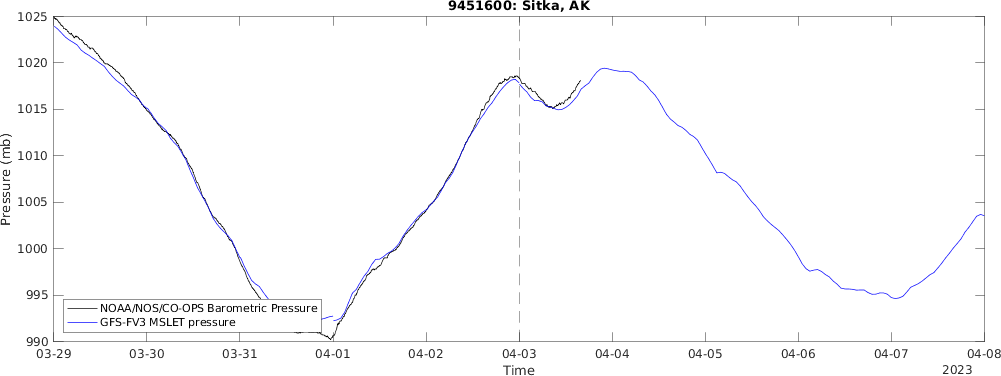 9451600: Sitka, AK
1025
1020
1015
1010
1005
1000
995
990
Pressure (mb)
NOAA/NOS/CO-OPS Barometric Pressure
GFS-FV3 MSLET pressure
03-29 03-30 03-31 04-01 04-02 04-03 04-04 04-05 04-06 04-07 04-08
Time
2023